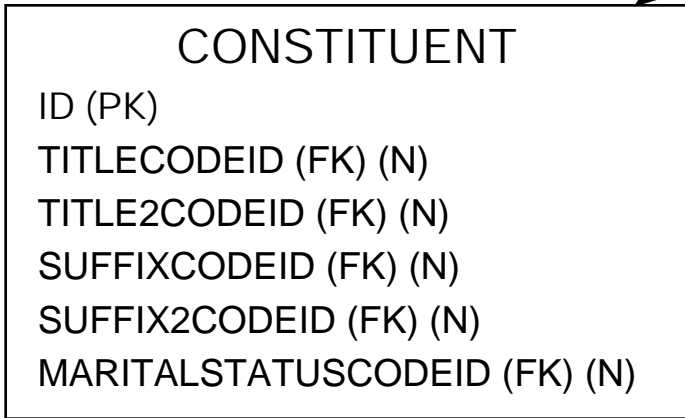 CONSTITUENT
ID (PK)
TITLECODEID (FK) (N)
TITLE2CODEID (FK) (N)
SUFFIXCODEID (FK) (N)
SUFFIX2CODEID (FK) (N)
MARITALSTATUSCODEID (FK) (N)